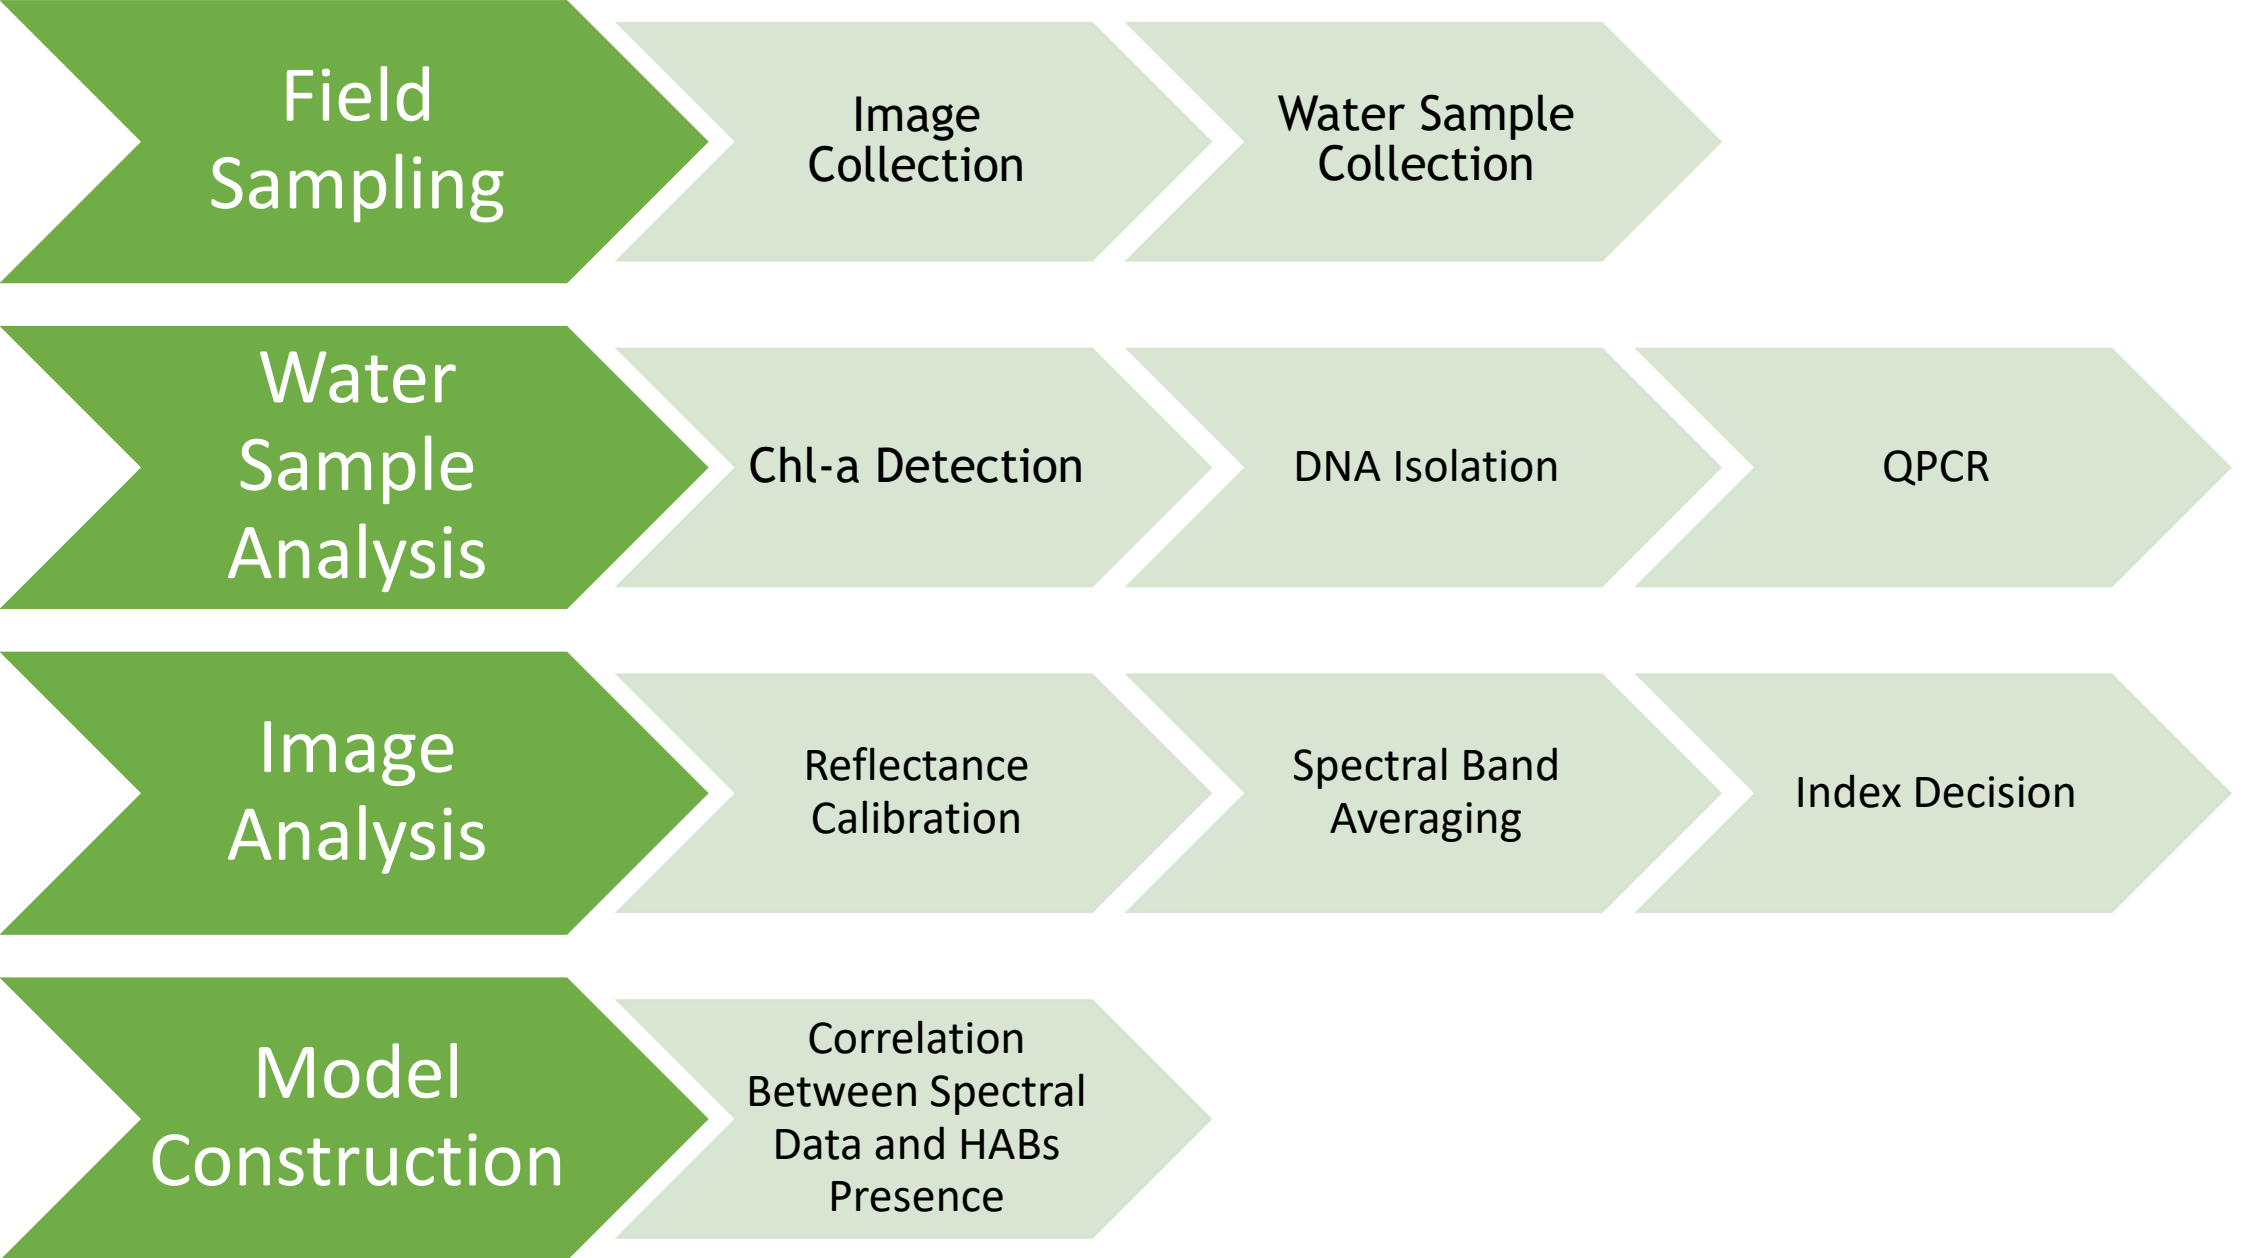 Field
Sampling
Image
Collection
Water Sample
Collection
Water
Sample
Analysis
Chl-a Detection
DNA Isolation
QPCR
Image
Analysis
Reflectance
Calibration
Spectral Band
Averaging
Index Decision
Model
Construction
Correlation
Between Spectral
Data and HABs
Presence